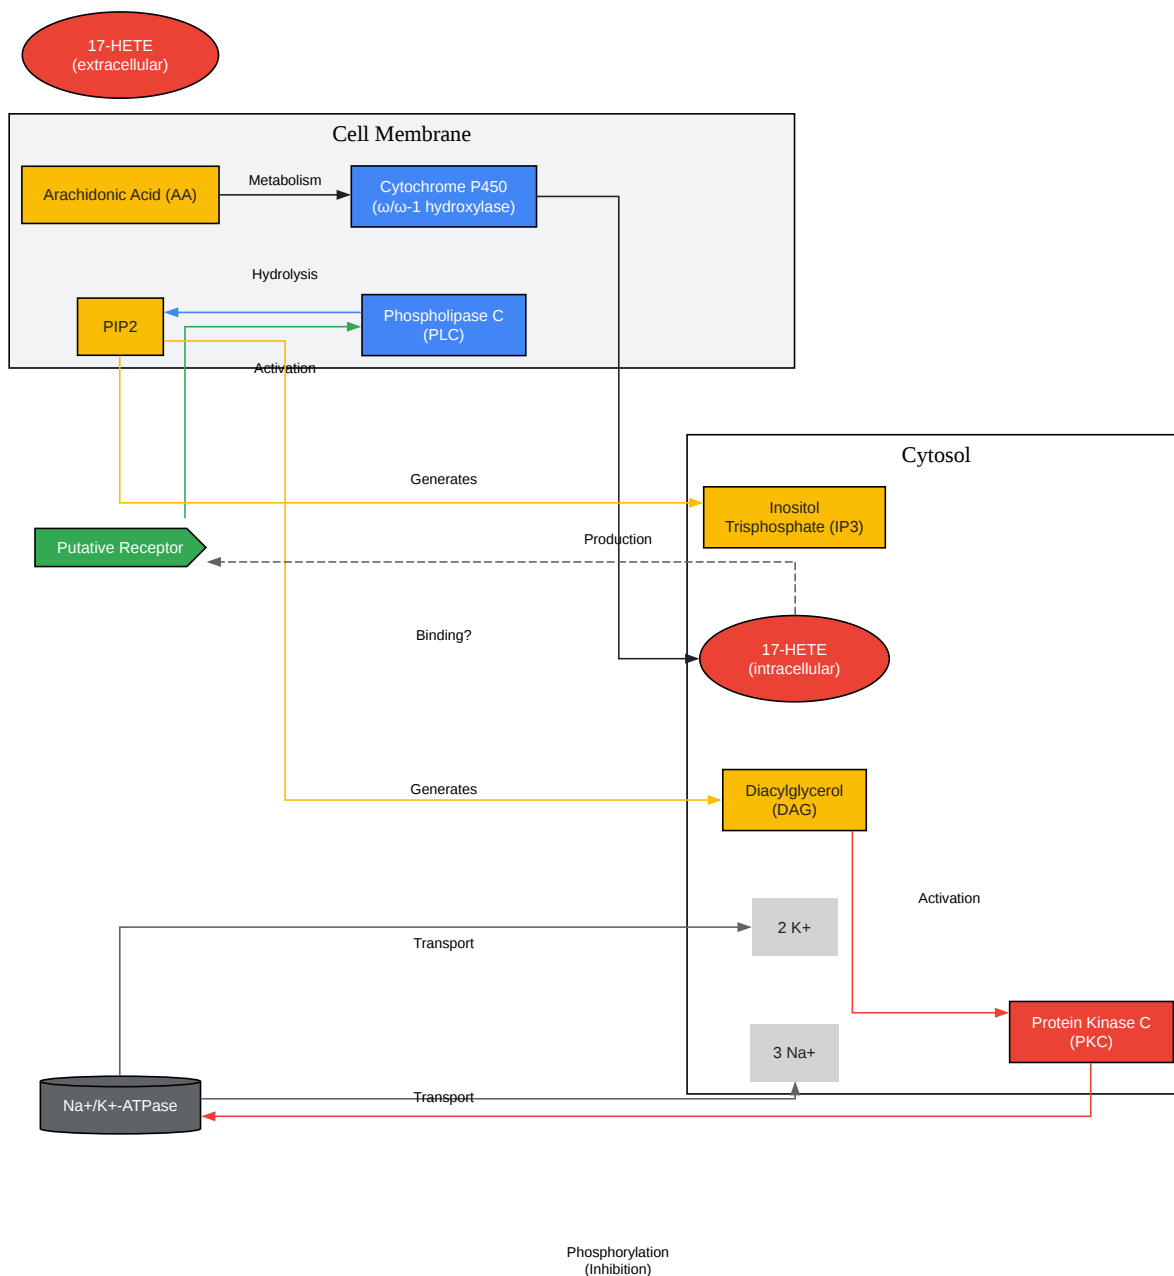 17-HETE
(extracellular)
Cell Membrane
Arachidonic Acid (AA)
Metabolism
Cytochrome P450
(ω/ω-1 hydroxylase)
Hydrolysis
PIP2
Phospholipase C
(PLC)
Activation
Cytosol
Generates
Inositol
Trisphosphate (IP3)
Putative Receptor
Production
Binding?
17-HETE
(intracellular)
Generates
Diacylglycerol
(DAG)
Activation
2 K+
Transport
Protein Kinase C
(PKC)
3 Na+
Na+/K+-ATPase
Transport
Phosphorylation
(Inhibition)